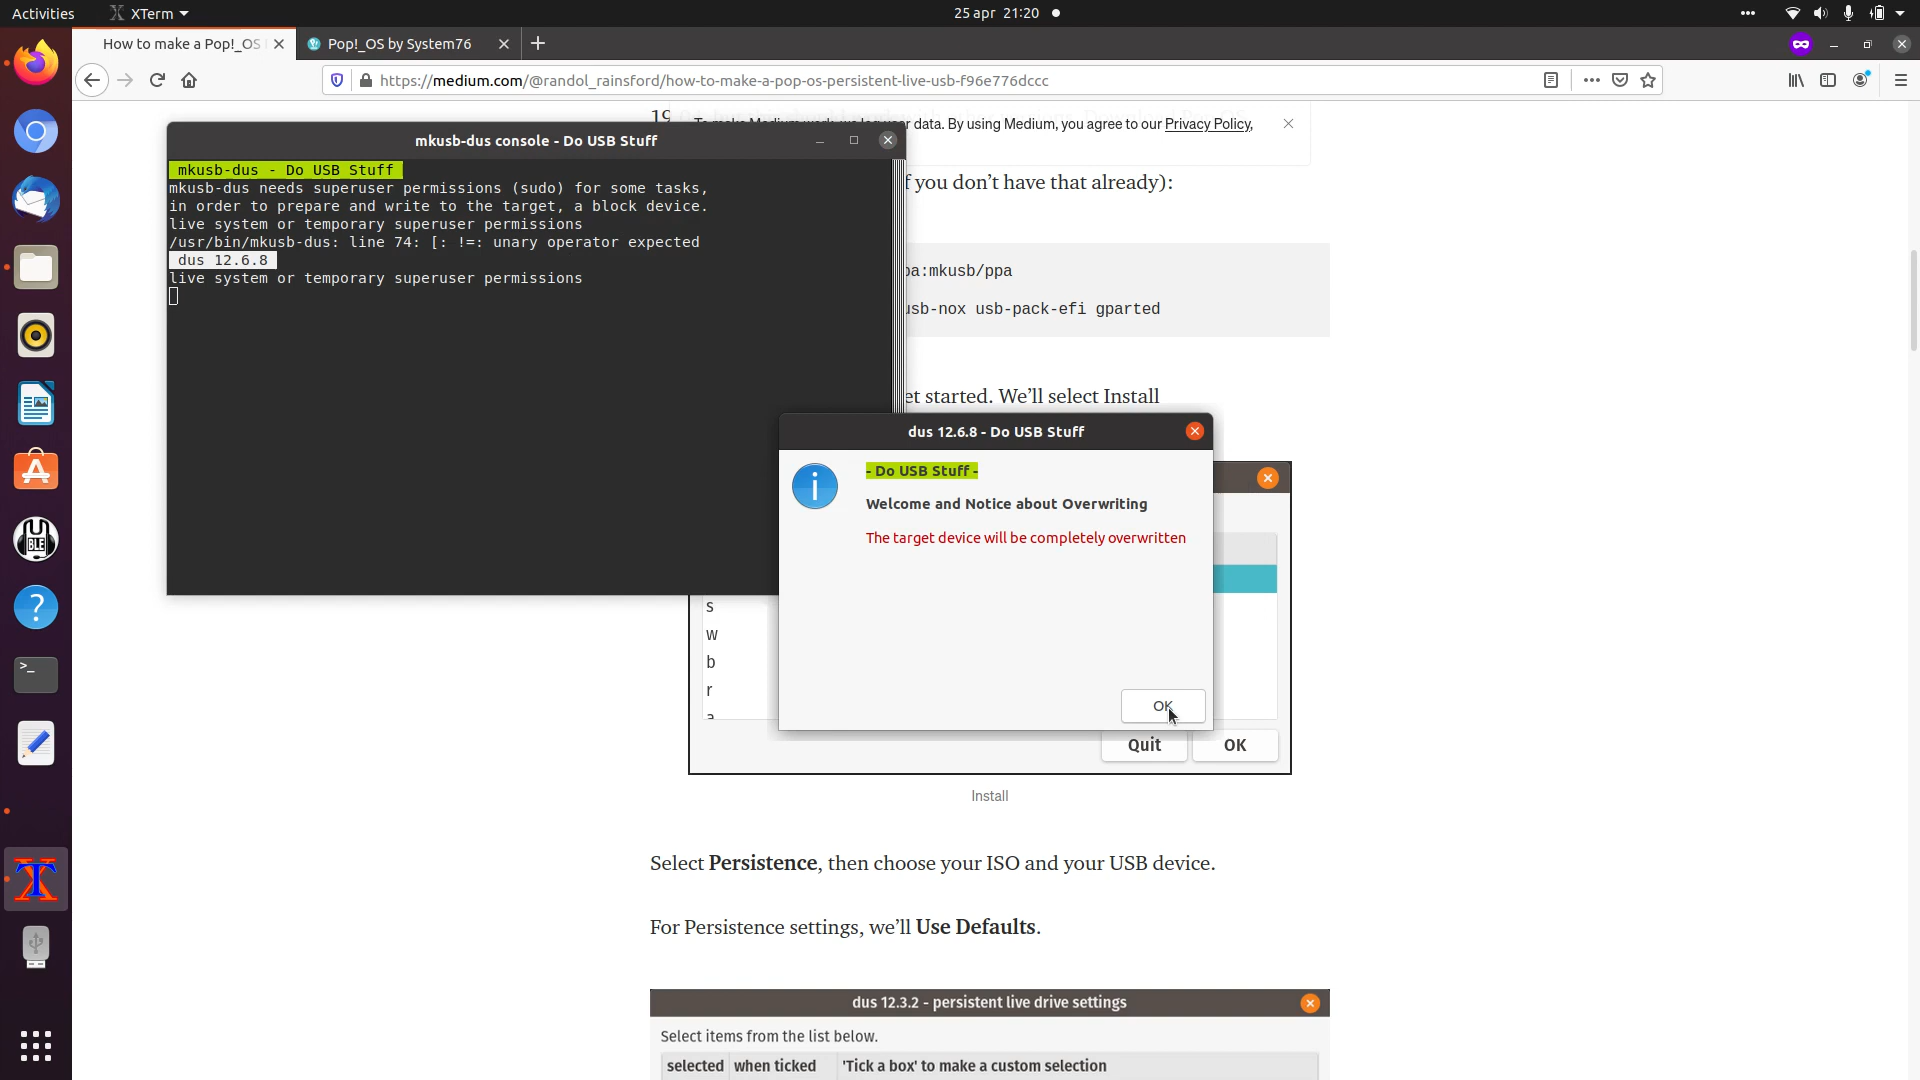 Activities
XTerm
25 apr 21:20
How to make a Pop!_OS
Pop!_OS by System76
https://medium.com/@randol_rainsford/how-to-make-a-pop-os-persistent-live-usb-f96e776dccc
r data. By using Medium, you agree to our Privacy Policy,
mkusb-dus console - Do USB Stuff
mkusb-dus - Do USB Stuff
mkusb-dus needs superuser permissions (sudo) for some tasks,
in order to prepare and write to the target, a block device.
live system or temporary superuser permissions
/usr/bin/mkusb-dus: line 74: [: !=: unary operator expected
dus 12.6.8
live system or temporary superuser permissions
f you don’t have that already):
pa:mkusb/ppa
usb-nox usb-pack-efi gparted
et started. We’ll select Install
dus 12.6.8 - Do USB Stuff
- Do USB Stuff -
Welcome and Notice about Overwriting
The target device will be completely overwritten
OK
s
w
b
r
a
Quit
OK
Install
Select Persistence, then choose your ISO and your USB device.
For Persistence settings, we’ll Use Defaults.
dus 12.3.2 - persistent live drive settings
Select items from the list below.
selected when ticked 'Tick a box' to make a custom selection